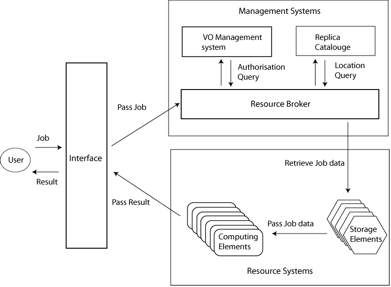 Management Systems
VO Management
system
Replica
Catalouge
Authorisation
Query
Location
Query
Pass Job
Resource Broker
Job
User
Interface
Result
Retrieve Job data
Pass Result
Pass Job data
Computing
Elements
Storage
Elements
Resource Systems